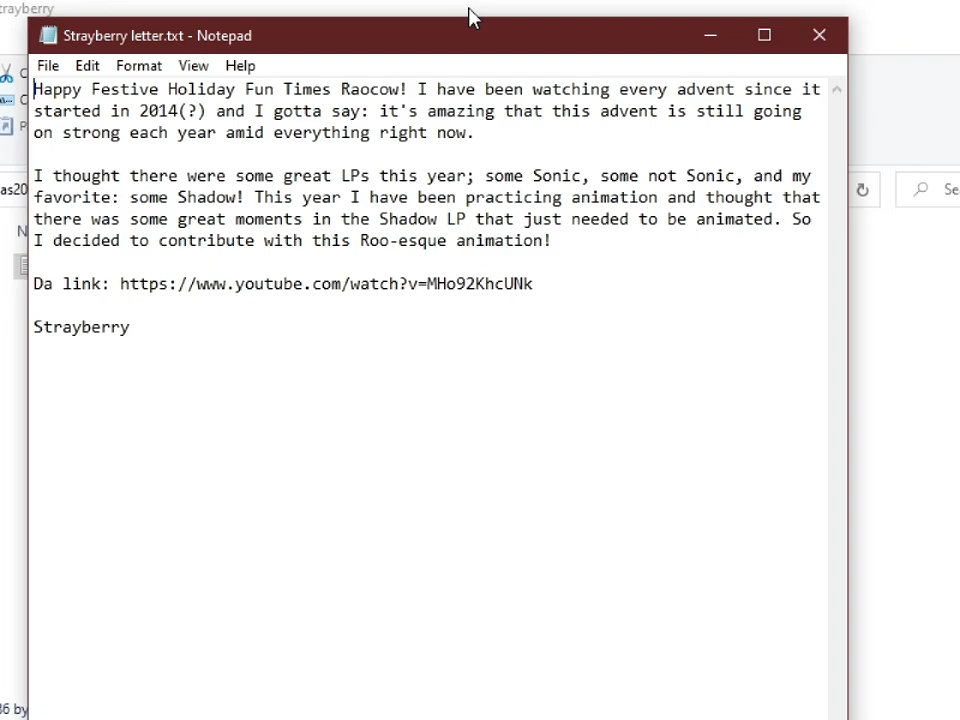 trayberry
Strayberry letter.txt - Notepad
File Edit Format View Help
Happy Festive Holiday Fun Times Raocow! I have been watching every advent since it
started in 2014(?) and I gotta say: it's amazing that this advent is still going
on strong each year amid everything right now.
I thought there were some great LPs this year; some Sonic, some not Sonic, and my
favorite: some Shadow! This year I have been practicing animation and thought that
there was some great moments in the Shadow LP that just needed to be animated. So
I decided to contribute with this Roo-esque animation!
Da link: https://www.youtube.com/watch?v=MHo92KhcUNk
Strayberry
C
C
P
as20
Se
N
36 by